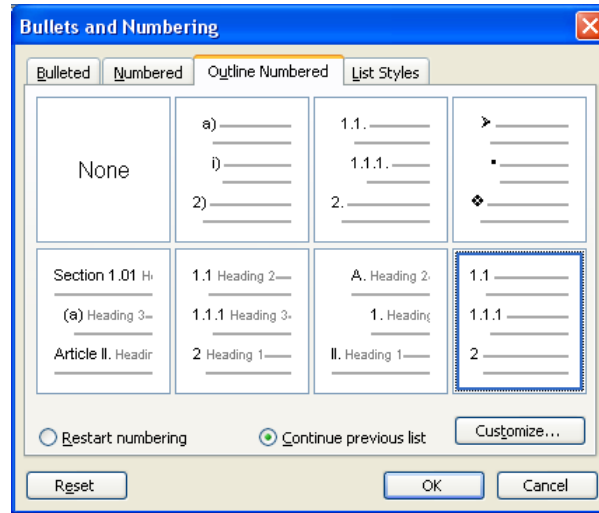 Bullets and Numbering
Bulleted Numbered Outline Numbered List Styles
None
a)
i)
2)
1.1.
1.1.1.
2.
Section 1.01 He
(a) Heading 3
Article II. Headin
1.1 Heading 2
1.1.1 Heading 3
2 Heading 1
A. Heading 2
1. Heading
II. Heading 1
1.1
1.1.1
2
Restart numbering Continue previous list Customize...
Reset OK Cancel